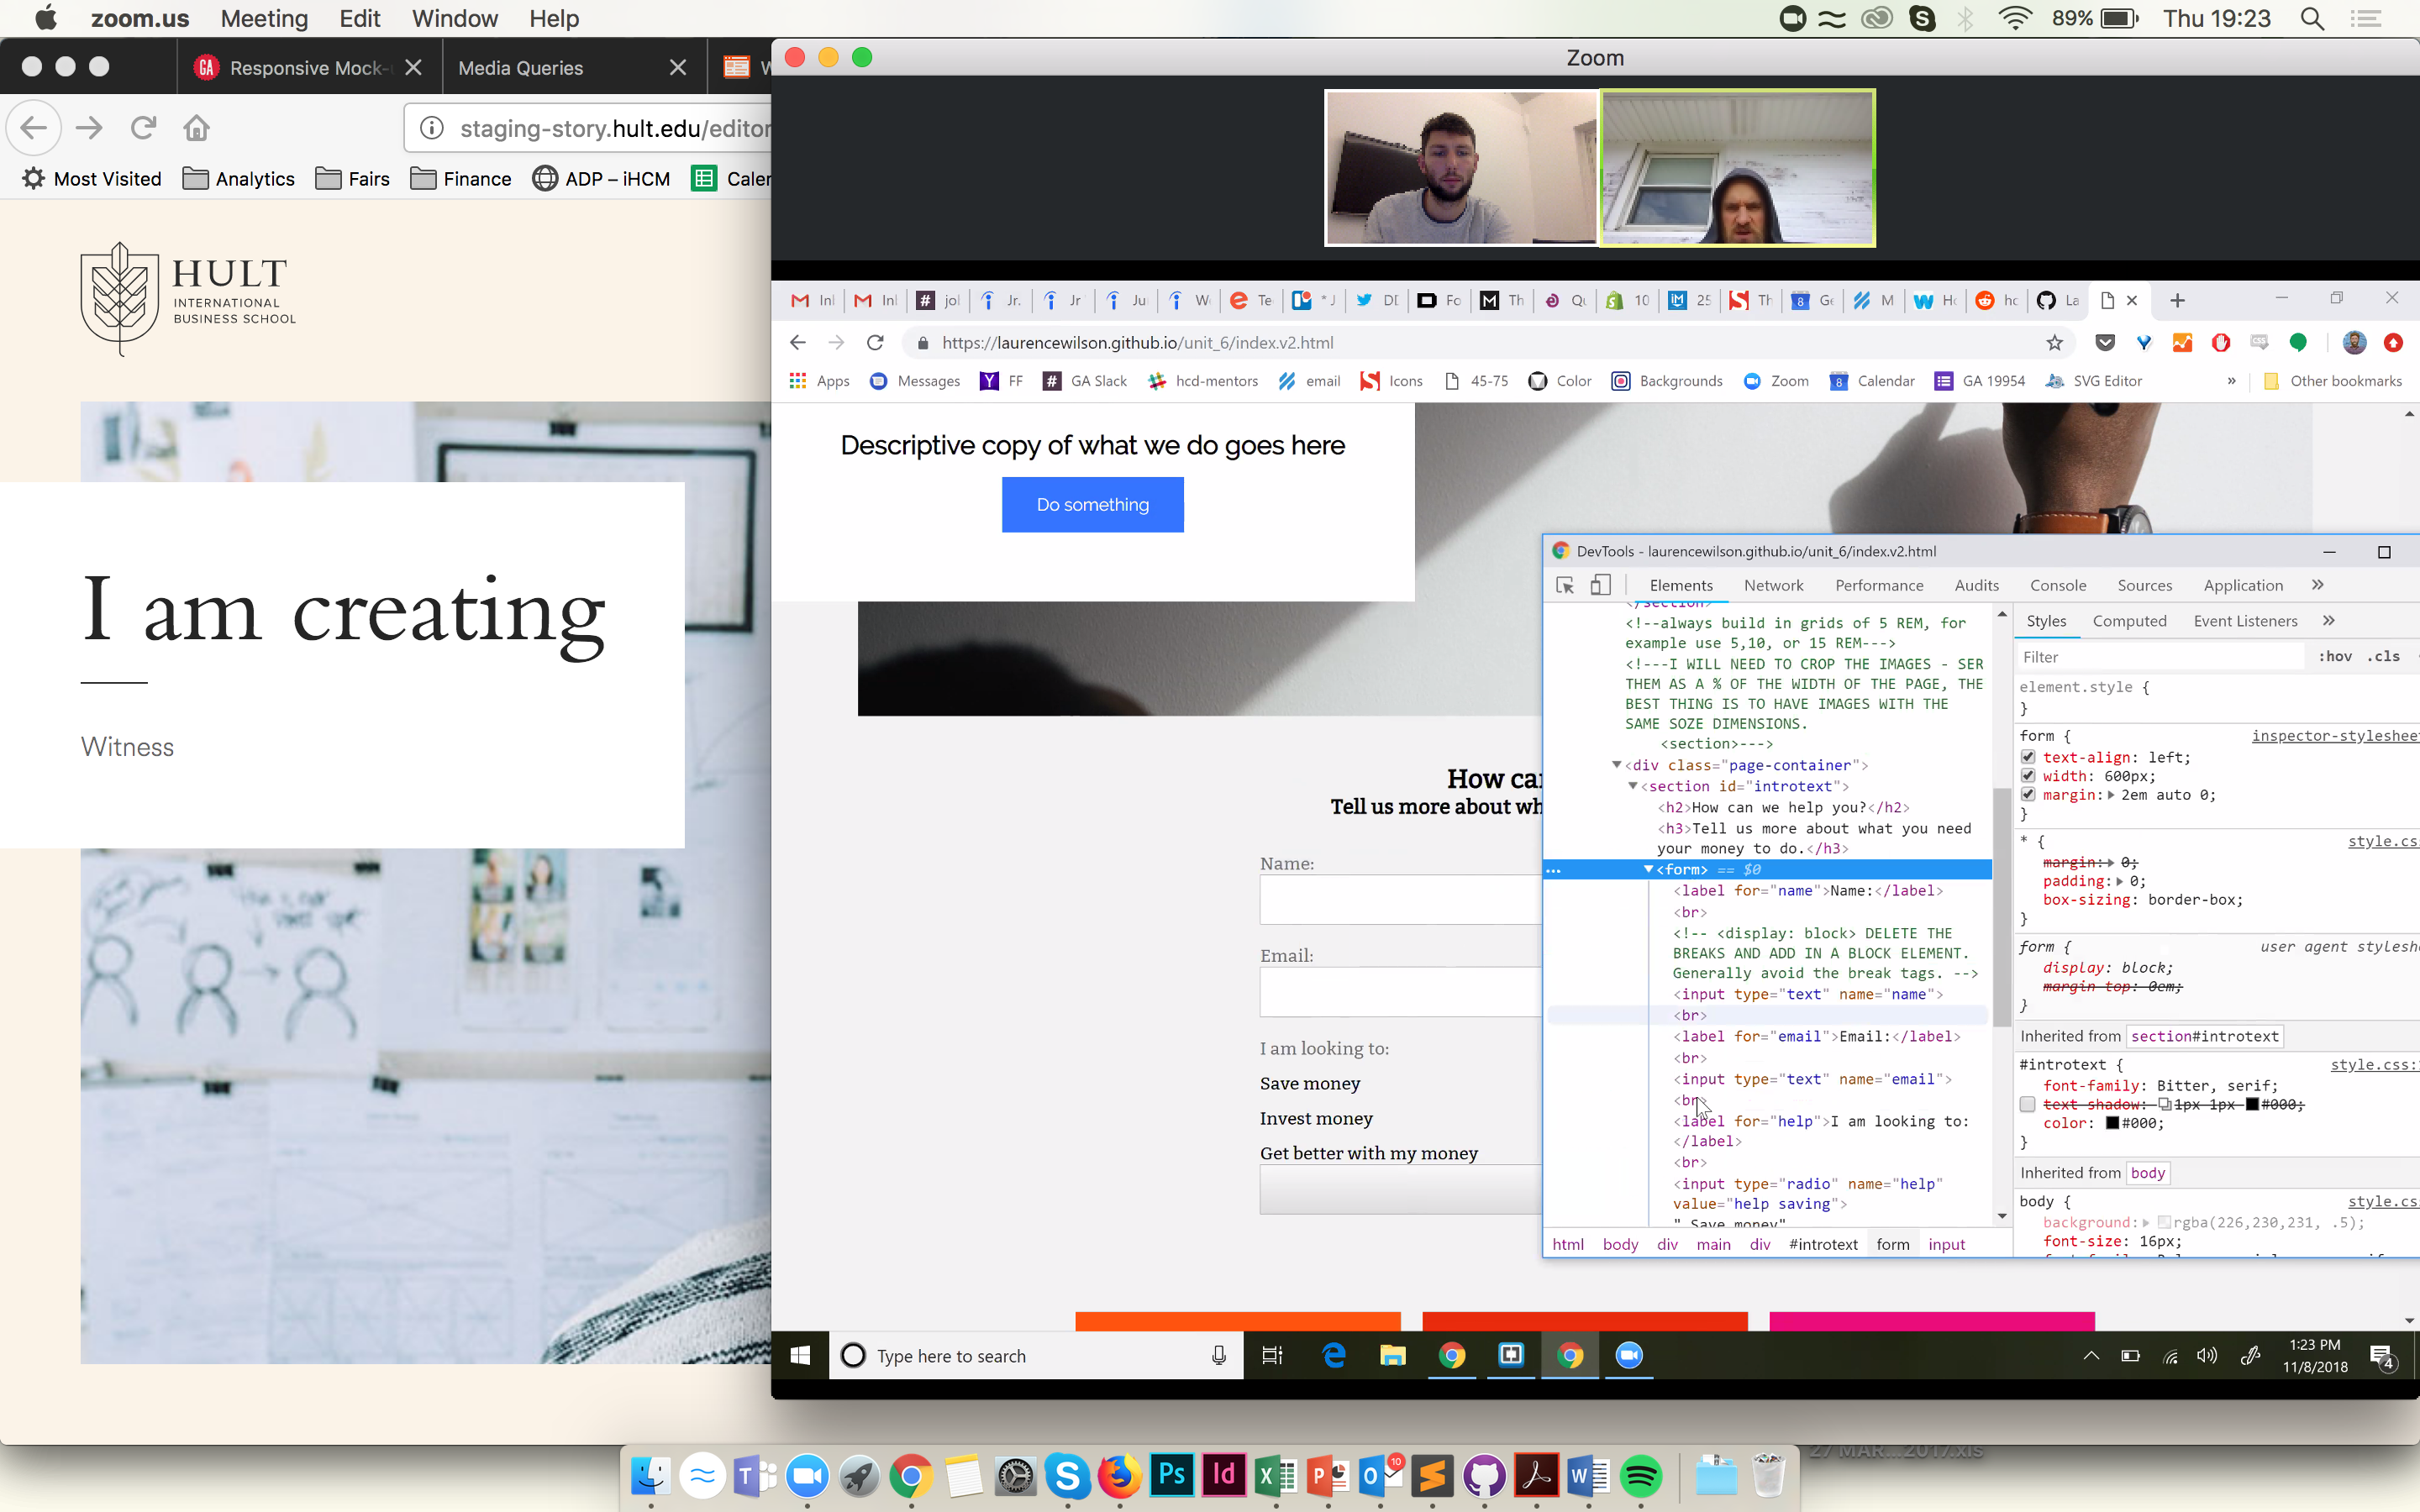 zoom.us Meeting Edit Window Help
89% Thu 19:23
GA Responsive Mock-
Media Queries
W
Zoom
staging-story.hult.edu/editor
Most Visited Analytics Fairs Finance ADP – iHCM Caler
HULT
INTERNATIONAL
BUSINESS SCHOOL
I am creating
Witness
Inl Inl jol Jr. Jr Ju W Te * J DI Fo Th Qu 10 25 Th Ge M Ho ho La
https://laurencewilson.github.io/unit_6/index.v2.html
Apps Messages FF GA Slack hcd-mentors email Icons 45-75 Color Backgrounds Zoom Calendar GA 19954 SVG Editor » Other bookmarks
Descriptive copy of what we do goes here
Do something
How car
Tell us more about wh
Name:
Email:
I am looking to:
Save money
Invest money
Get better with my money
DevTools - laurencewilson.github.io/unit_6/index.v2.html
Elements Network Performance Audits Console Sources Application »
</section>
<!--always build in grids of 5 REM, for
example use 5,10, or 15 REM--->
<!---I WILL NEED TO CROP THE IMAGES - SER
THEM AS A % OF THE WIDTH OF THE PAGE, THE
BEST THING IS TO HAVE IMAGES WITH THE
SAME SOZE DIMENSIONS.
<section>--->
<div class="page-container">
<section id="introtext">
<h2>How can we help you?</h2>
<h3>Tell us more about what you need
your money to do.</h3>
<form> == $0
<label for="name">Name:</label>
<br>
<!-- <display: block> DELETE THE
BREAKS AND ADD IN A BLOCK ELEMENT.
Generally avoid the break tags. -->
<input type="text" name="name">
<br>
<label for="email">Email:</label>
<br>
<input type="text" name="email">
<br>
<label for="help">I am looking to:
</label>
<br>
<input type="radio" name="help"
value="help saving">
" Save money"
html body div main div #introtext form input
Styles Computed Event Listeners »
Filter :hov .cls
element.style {
}
form { inspector-stylesheet
text-align: left;
width: 600px;
margin: 2em auto 0;
}
* { style.cs
margin: 0;
padding: 0;
box-sizing: border-box;
}
form { user agent styleshe
display: block;
margin-top: 0em;
}
Inherited from section#introtext
#introtext { style.css:
font-family: Bitter, serif;
text-shadow: 1px 1px #000;
color: #000;
}
Inherited from body
body { style.cs
background: rgba(226,230,231, .5);
font-size: 16px;
Type here to search
1:23 PM
11/8/2018
4
27 MAR...2017.xls
Ps Id 10